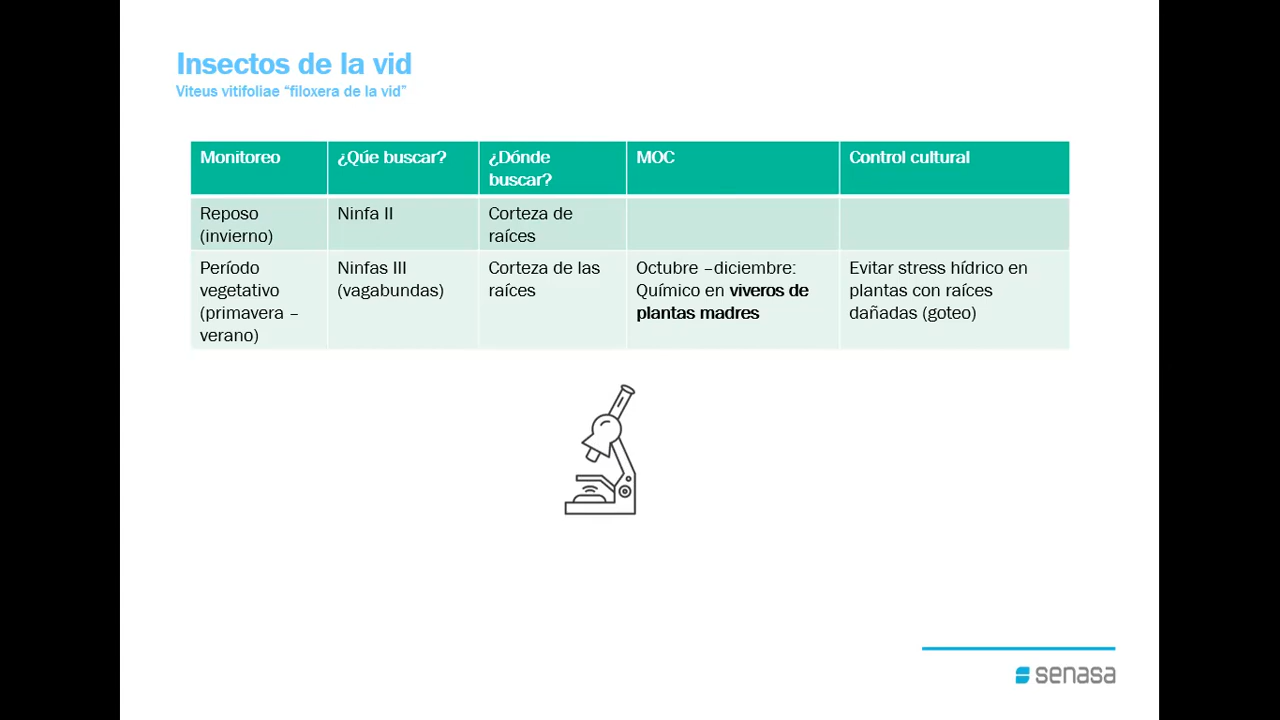 Insectos de la vid
Viteus vitifoliae “filoxera de la vid”
Monitoreo
¿Qúe buscar?
¿Dónde
buscar?
MOC
Control cultural
Reposo
(invierno)
Ninfa II
Corteza de
raíces
Período
vegetativo
(primavera –
verano)
Ninfas III
(vagabundas)
Corteza de las
raíces
Octubre –diciembre:
Químico en viveros de
plantas madres
Evitar stress hídrico en
plantas con raíces
dañadas (goteo)
senasa